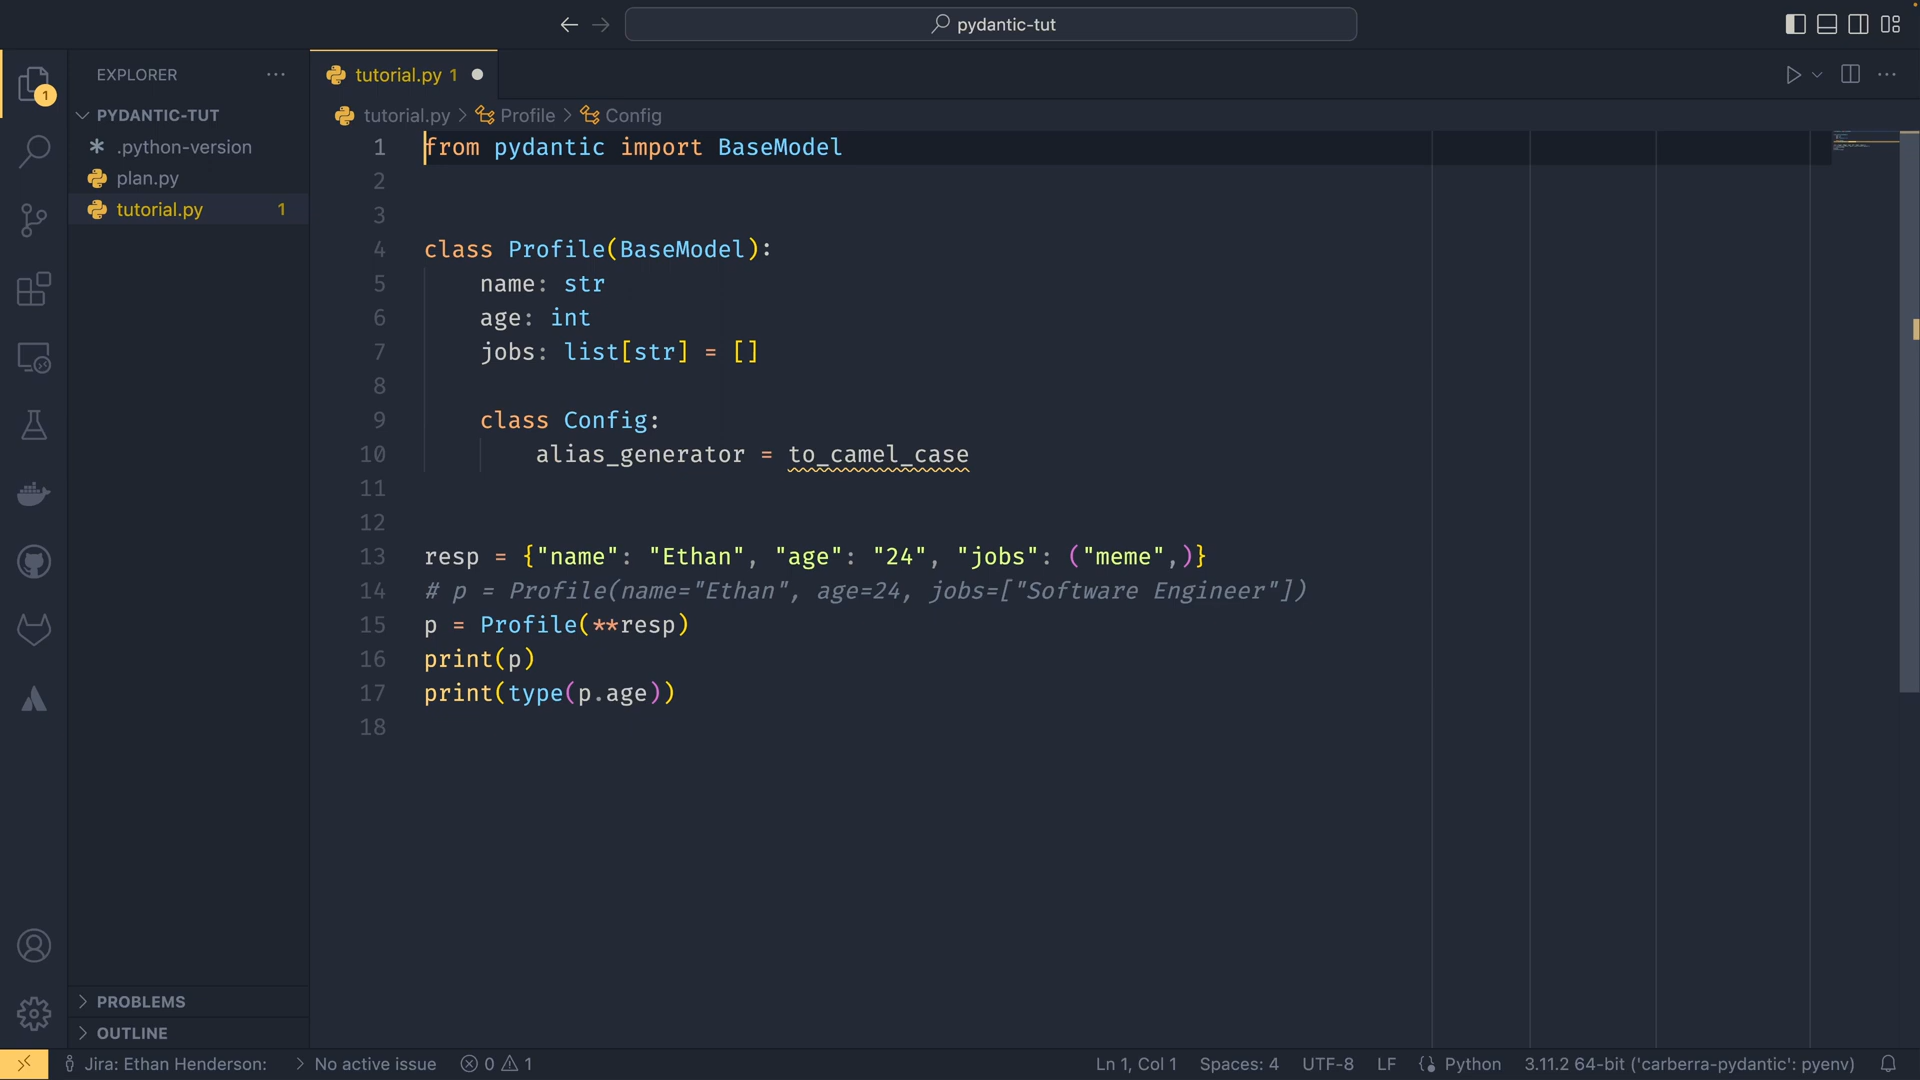 pydantic-tut
EXPLORER
PYDANTIC-TUT
.python-version
plan.py
tutorial.py 1
PROBLEMS
OUTLINE
1
tutorial.py 1
tutorial.py > Profile > Config
1 from pydantic import BaseModel
2
3
4 class Profile(BaseModel):
5 name: str
6 age: int
7 jobs: list[str] = []
8
9 class Config:
10 alias_generator = to_camel_case
11
12
13 resp = {"name": "Ethan", "age": "24", "jobs": ("meme",)}
14 # p = Profile(name="Ethan", age=24, jobs=["Software Engineer"])
15 p = Profile(**resp)
16 print(p)
17 print(type(p.age))
18
Jira: Ethan Henderson: > No active issue 0 1 Ln 1, Col 1 Spaces: 4 UTF-8 LF Python 3.11.2 64-bit ('carberra-pydantic': pyenv)